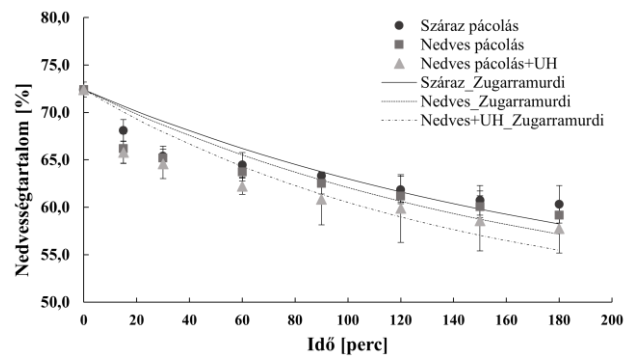 80,0
75,0
70,0
65,0
60,0
55,0
50,0
Nedvességtartalom [%]
Száraz pácolás
Nedves pácolás
Nedves pácolás+UH
Száraz_Zugarramurdi
Nedves_Zugarramurdi
Nedves+UH_Zugarramurdi
0 20 40 60 80 100 120 140 160 180 200
Idő [perc]